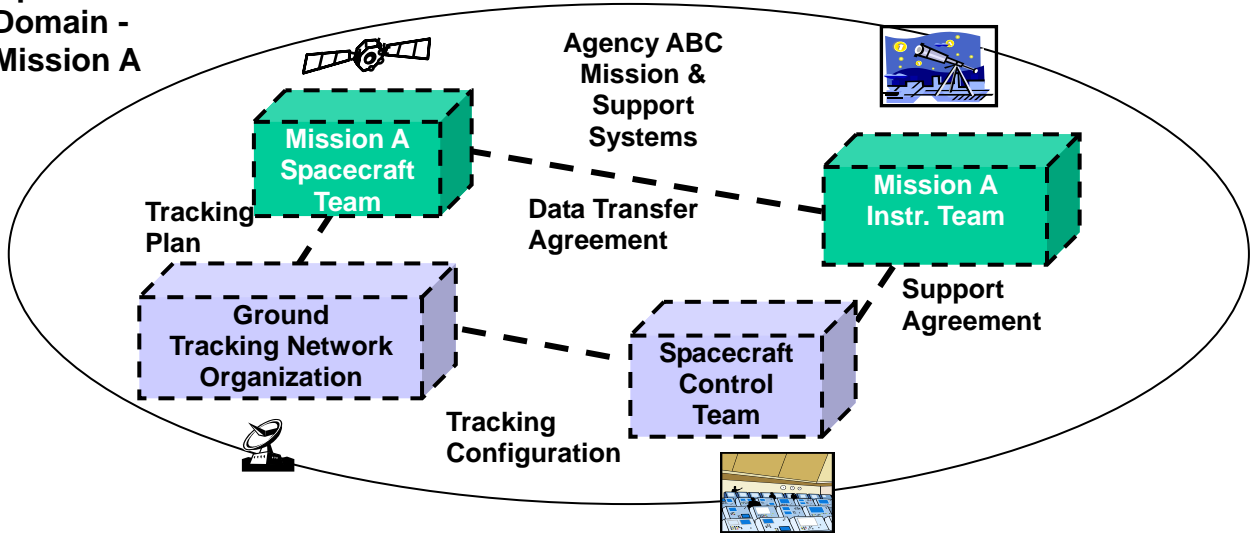 Domain -
Mission A
Agency ABC
Mission &
Support
Systems
Mission A
Spacecraft
Team
Mission A
Instr. Team
Tracking
Plan
Data Transfer
Agreement
Support
Agreement
Ground
Tracking Network
Organization
Spacecraft
Control
Team
Tracking
Configuration